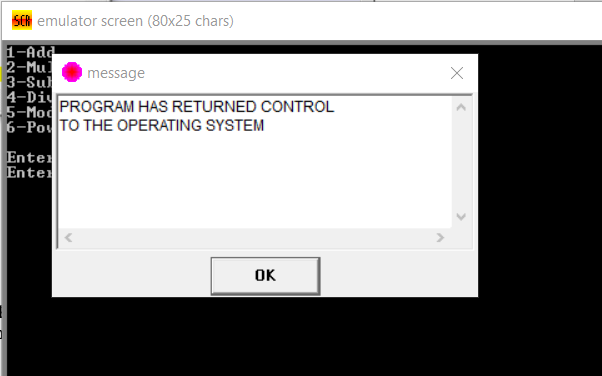 SCR emulator screen (80x25 chars)
1-Add
2-Mul
3-Sub
4-Div
5-Mod
6-Pow
Enter
Enter
message
PROGRAM HAS RETURNED CONTROL
TO THE OPERATING SYSTEM
OK